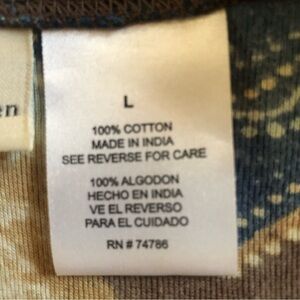 en
L
100% COTTON
MADE IN INDIA
SEE REVERSE FOR CARE
100% ALGODON
HECHO EN INDIA
VE EL REVERSO
PARA EL CUIDADO
RN # 74786